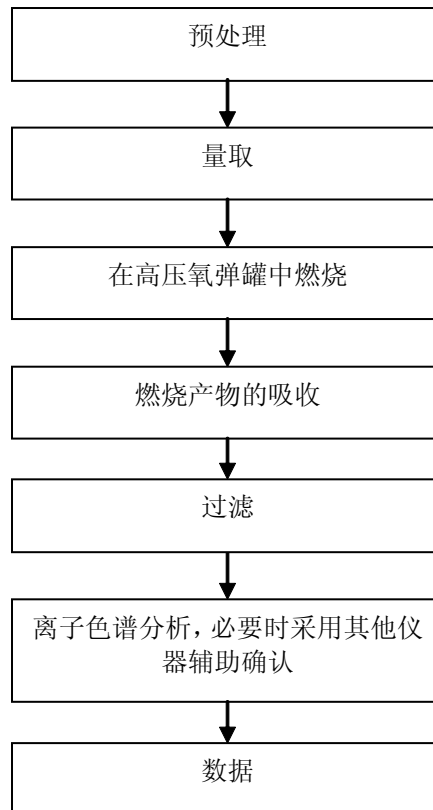 预处理
量取
在高压氧弹罐中燃烧
燃烧产物的吸收
过滤
离子色谱分析，必要时采用其他仪
器辅助确认
数据